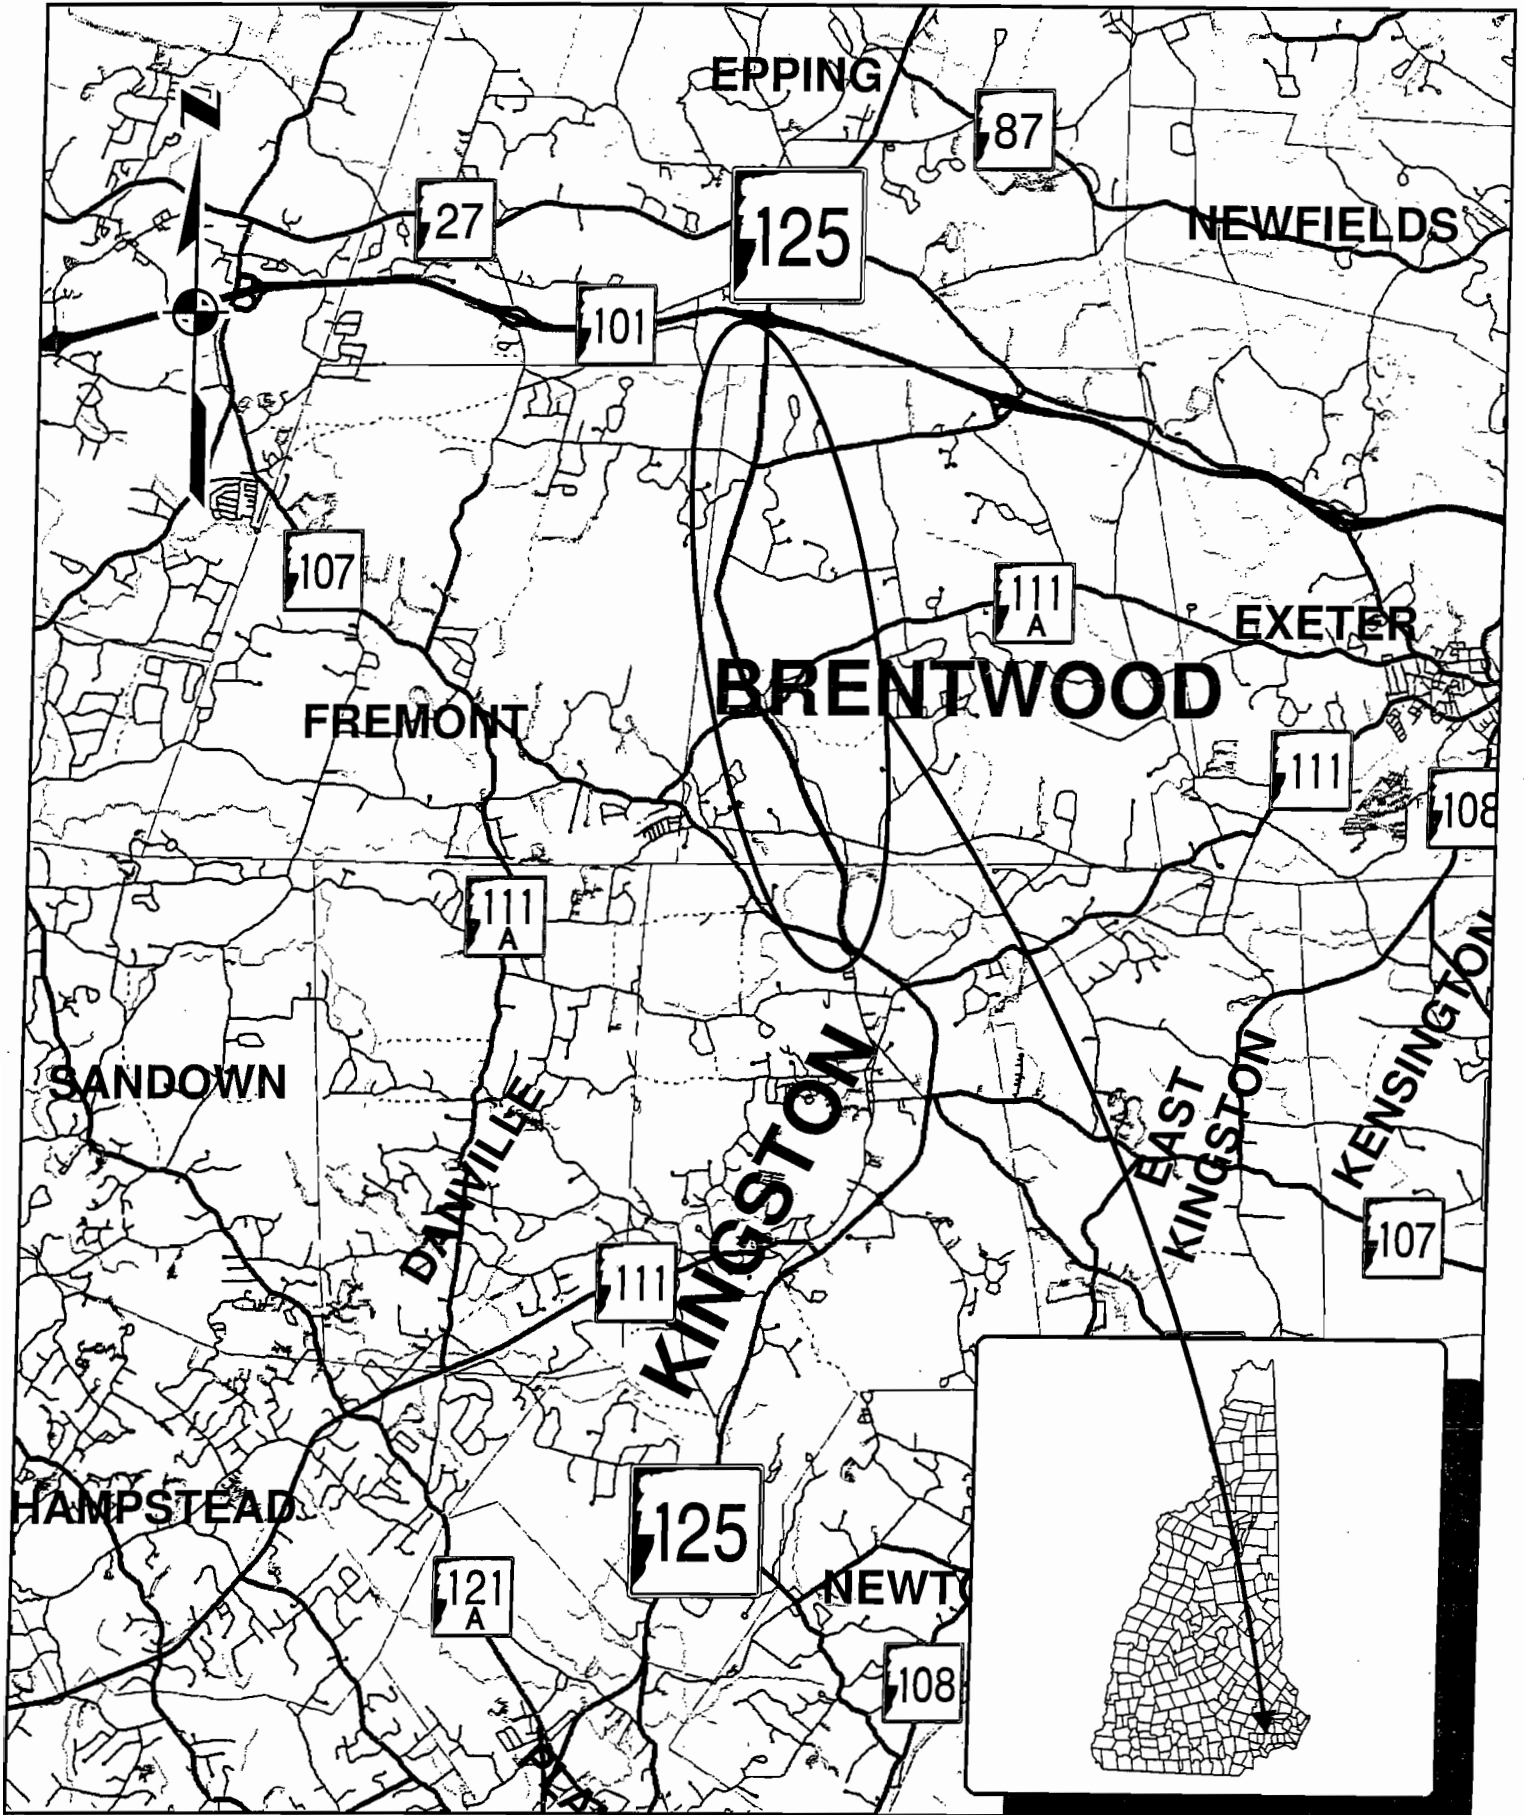 EPPING
N
87
27
125
NEWFIELDS
101
107
111
A
EXETER
BRENTWOOD
FREMONT
111
108
111
A
KENSINGTON
SANDOWN
DANVILLE
KINGSTON
EAST
KINGSTON
107
111
HAMPSTEAD
125
121
A
NEWTO
108